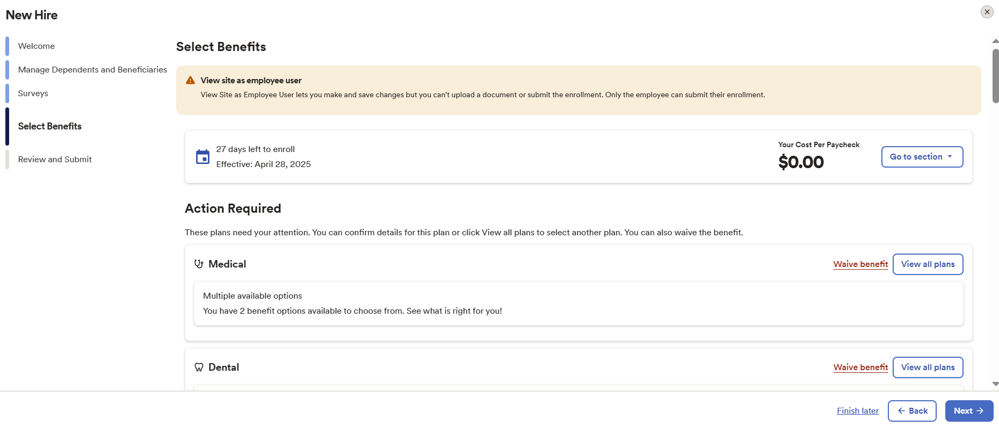 New Hire
Welcome
Manage Dependents and Beneficiaries
Surveys
Select Benefits
Review and Submit
Select Benefits
View site as employee user
View Site as Employee User lets you make and save changes but you can't upload a document or submit the enrollment. Only the employee can submit their enrollment.
27 days left to enroll
Effective: April 28, 2025
Your Cost Per Paycheck
$0.00
Go to section
Action Required
These plans need your attention. You can confirm details for this plan or click View all plans to select another plan. You can also waive the benefit.
Medical
Waive benefit
View all plans
Multiple available options
You have 2 benefit options available to choose from. See what is right for you!
Dental
Waive benefit
View all plans
Finish later
Back
Next